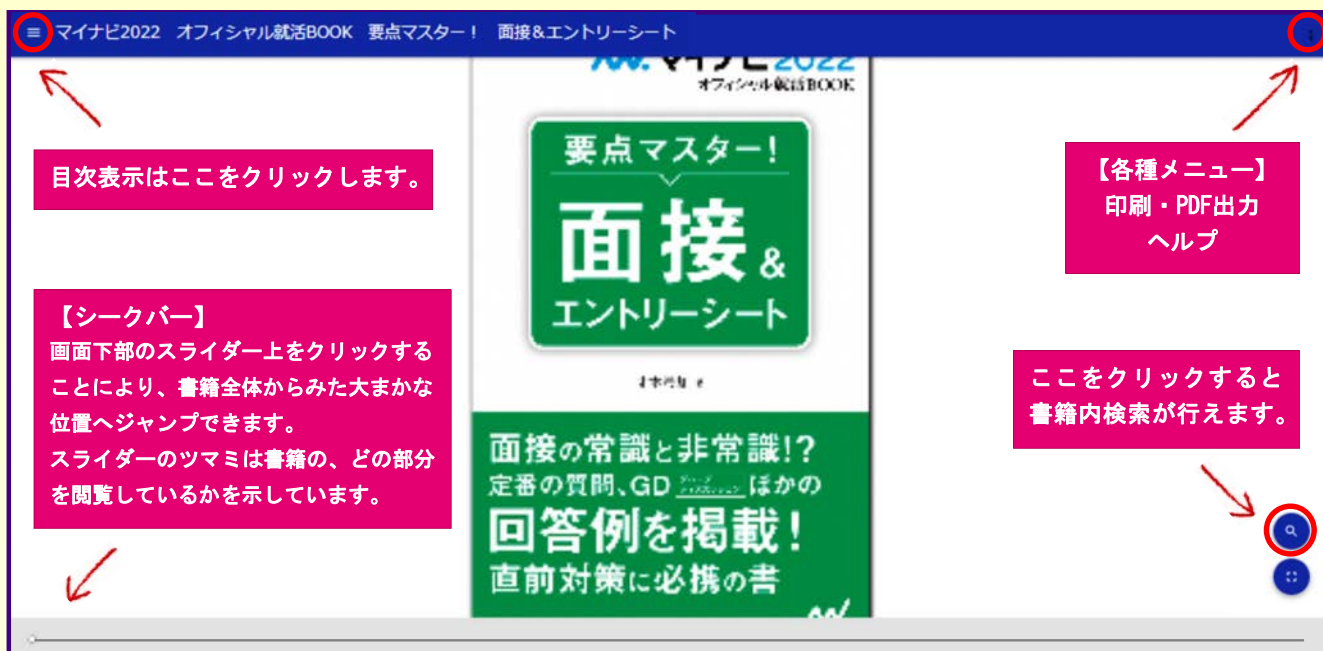 マイナビ2022　オフィシャル就活BOOK　要点マスター！　面接&エントリーシート
マイナビ2022
オフィシャル就活BOOK
要点マスター！
面接&
エントリーシート
面接の常識と非常識!?
定番の質問、GD ほかの
回答例を掲載！
直前対策に必携の書
目次表示はここをクリックします。
【シークバー】
画面下部のスライダー上をクリックする
ことにより、書籍全体からみた大まかな
位置へジャンプできます。
スライダーのツマミは書籍の、どの部分
を閲覧しているかを示しています。
【各種メニュー】
印刷・PDF出力
ヘルプ
ここをクリックすると
書籍内検索が行えます。